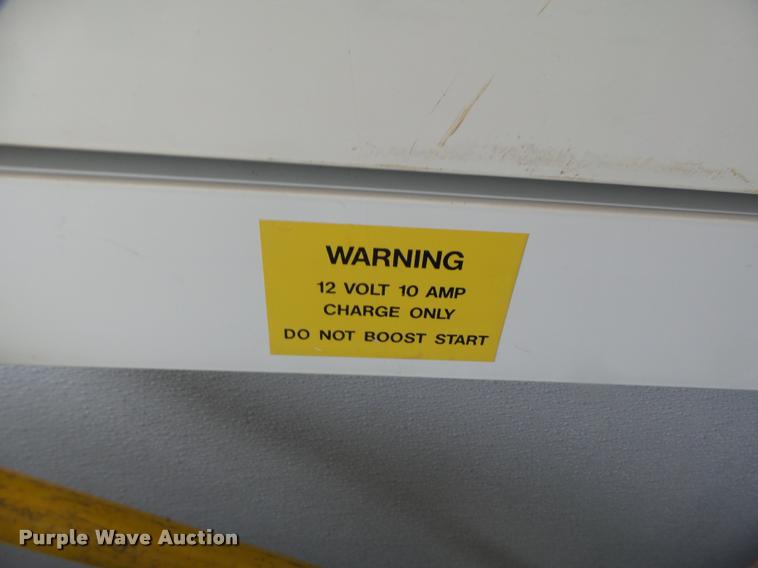 WARNING
12 VOLT 10 AMP
CHARGE ONLY
DO NOT BOOST START
Purple Wave Auction